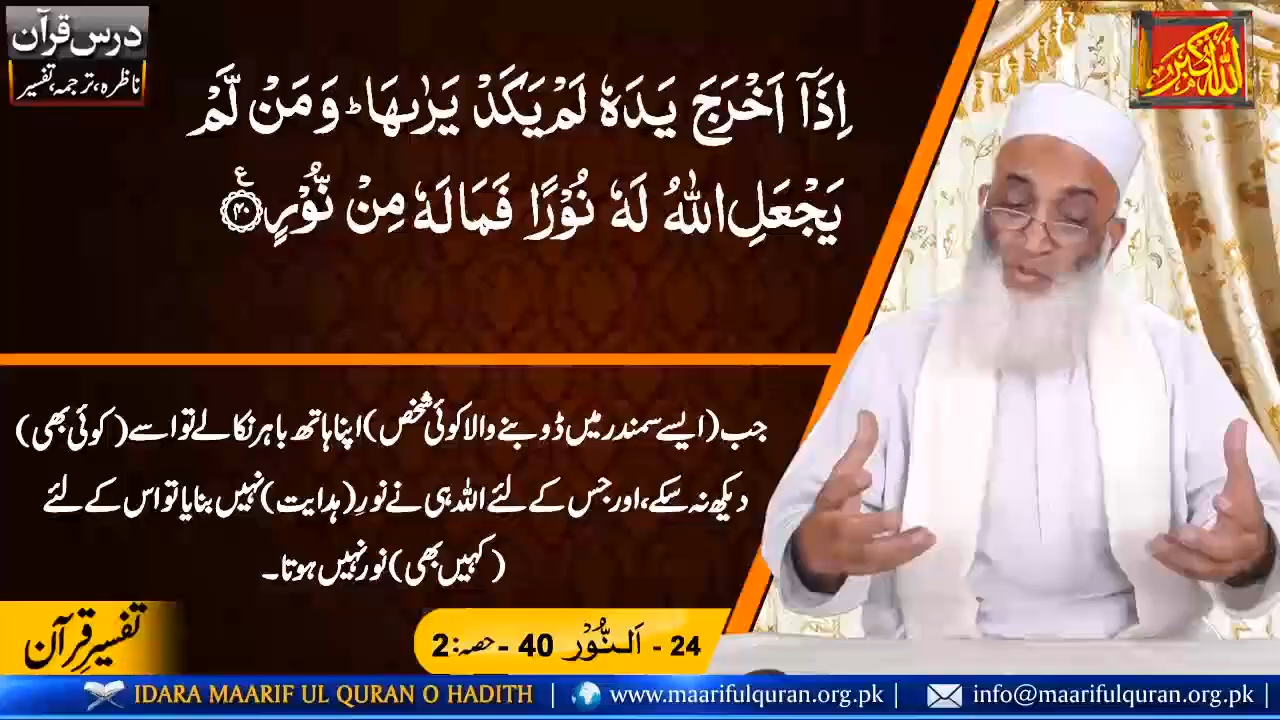 درس قرآن
ناظرہ، ترجمہ، تفسیر
اللہ اکبر
اِذَاۤ اَخْرَجَ یَدَهٗ لَمْ یَكَدْ یَرٰىهَا ؕ وَمَنْ لَّمْ
یَجْعَلِ اللّٰهُ لَهٗ نُوْرًا فَمَا لَهٗ مِنْ نُّوْرٍ ۠﴿۴۰﴾ ع
جب (ایسے سمندر میں ڈوبنے والا کوئی شخص) اپنا ہاتھ باہر نکالے تو اسے (کوئی بھی)
دیکھ نہ سکے، اور جس کے لئے اللہ ہی نے نورِ (ہدایت) نہیں بنایا تو اس کے لئے
(کہیں بھی) نور نہیں ہوتا۔
تفسیرِ قرآن
24 - اَلنُّوْرُ 40 - حصہ: 2
IDARA MAARIF UL QURAN O HADITH | www.maarifulquran.org.pk | info@maarifulquran.org.pk |